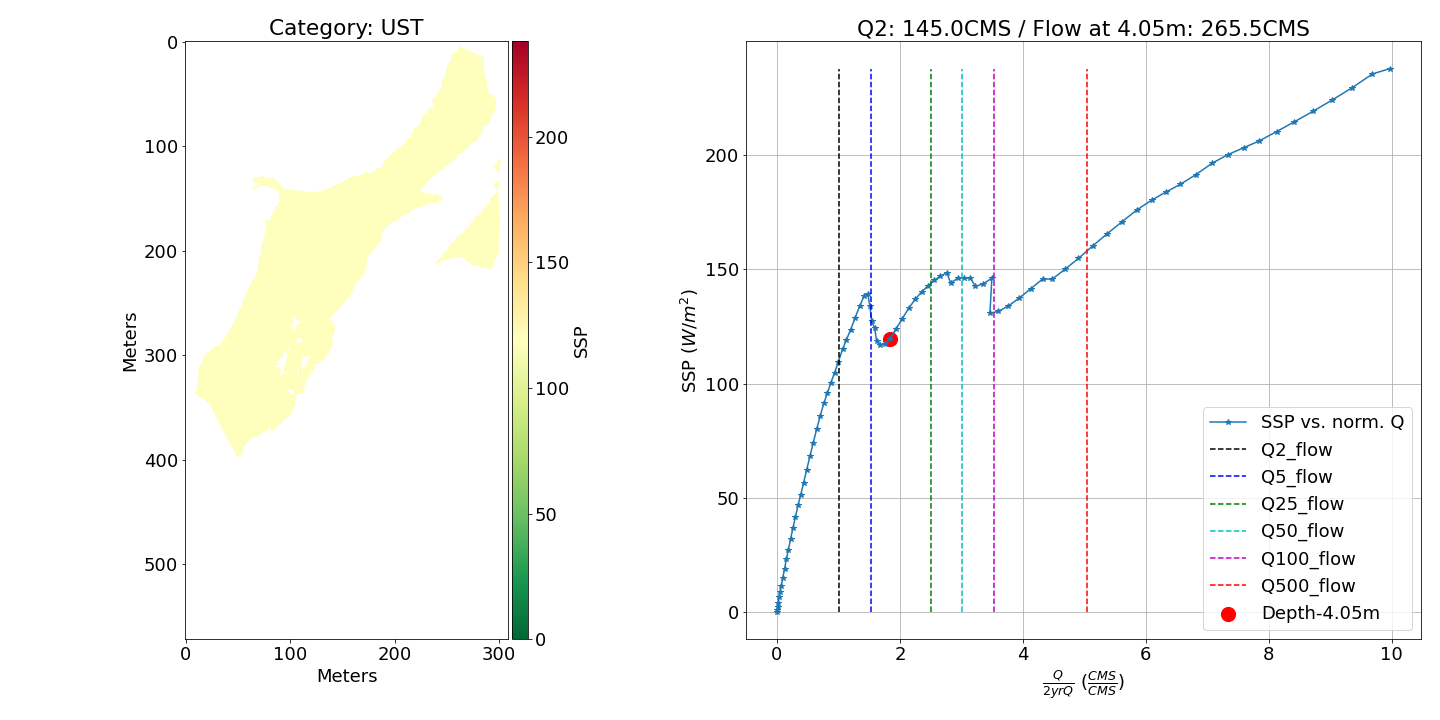 Category: UST
0
100
200
300
400
500
Meters
0
100
200
300
Meters
200
150
100
50
0
SSP
Q2: 145.0CMS / Flow at 4.05m: 265.5CMS
200
150
100
50
0
SSP (W/m²)
0
2
4
6
8
10
Q/2yrQ (CMS/CMS)
SSP vs. norm. Q
Q2_flow
Q5_flow
Q25_flow
Q50_flow
Q100_flow
Q500_flow
Depth-4.05m